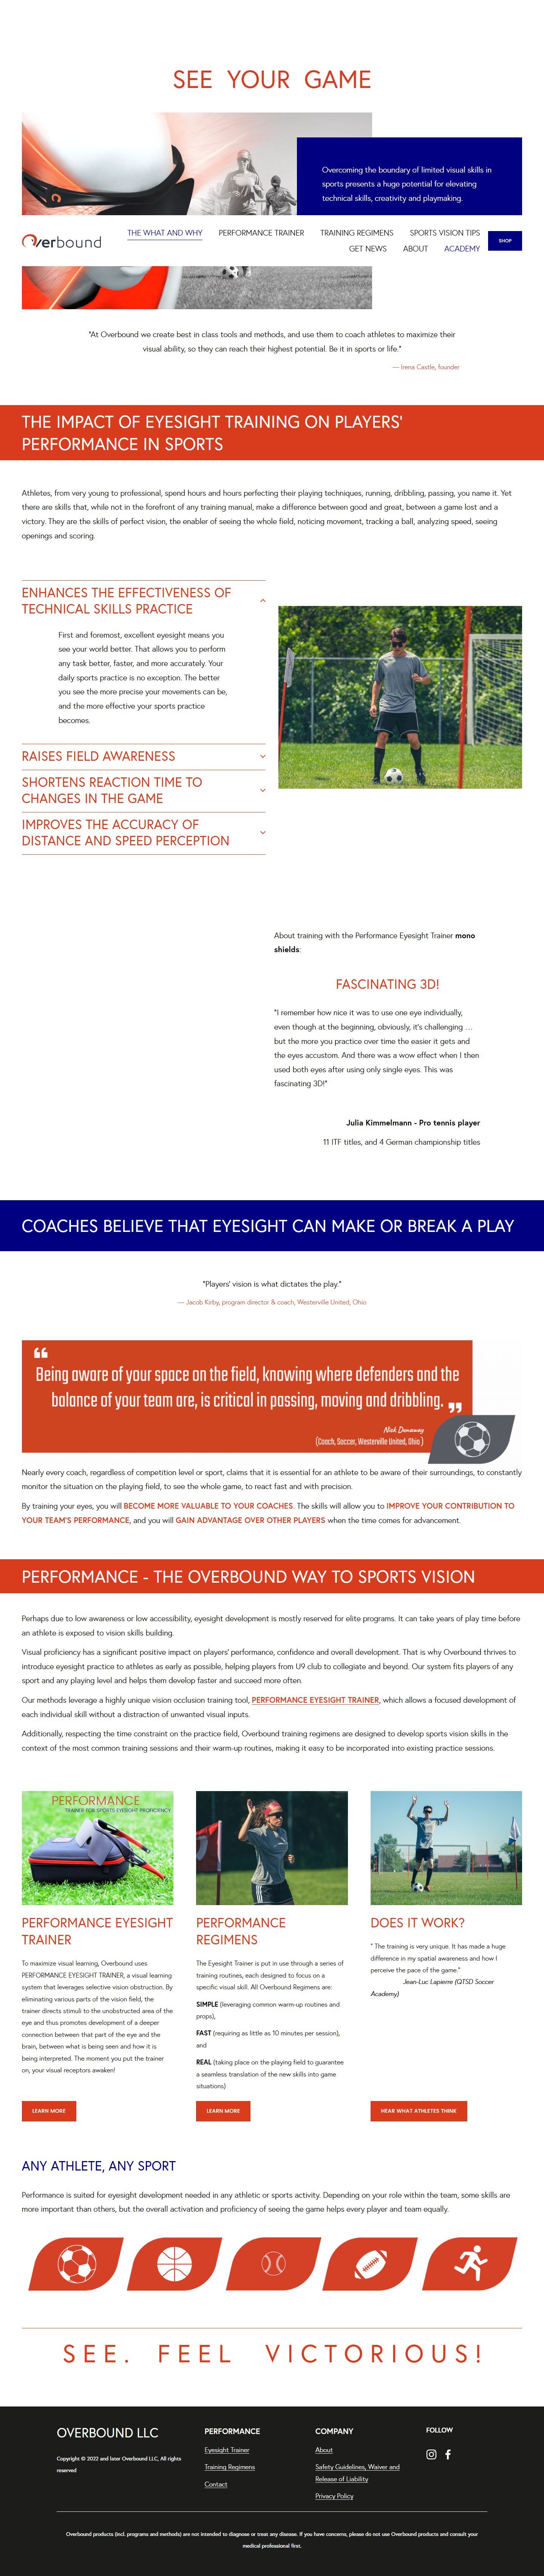 SEE YOUR GAME
Overcoming the boundary of limited visual skills in
sports presents a huge potential for elevating
technical skills, creativity and playmaking.
Overbound
THE WHAT AND WHY PERFORMANCE TRAINER TRAINING REGIMENS SPORTS VISION TIPS
GET NEWS ABOUT ACADEMY
SHOP
"At Overbound we create best in class tools and methods, and use them to coach athletes to maximize their
visual ability, so they can reach their highest potential. Be it in sports or life."
— Irena Castle, founder
THE IMPACT OF EYESIGHT TRAINING ON PLAYERS'
PERFORMANCE IN SPORTS
Athletes, from very young to professional, spend hours and hours perfecting their playing techniques, running, dribbling, passing, you name it. Yet
there are skills that, while not in the forefront of any training manual, make a difference between good and great, between a game lost and a
victory. They are the skills of perfect vision, the enabler of seeing the whole field, noticing movement, tracking a ball, analyzing speed, seeing
openings and scoring.
ENHANCES THE EFFECTIVENESS OF
TECHNICAL SKILLS PRACTICE
First and foremost, excellent eyesight means you
see your world better. That allows you to perform
any task better, faster, and more accurately. Your
daily sports practice is no exception. The better
you see the more precise your movements can be,
and the more effective your sports practice
becomes.
RAISES FIELD AWARENESS
SHORTENS REACTION TIME TO
CHANGES IN THE GAME
IMPROVES THE ACCURACY OF
DISTANCE AND SPEED PERCEPTION
About training with the Performance Eyesight Trainer mono
shields:
FASCINATING 3D!
"I remember how nice it was to use one eye individually,
even though at the beginning, obviously, it's challenging …
but the more you practice over time the easier it gets and
the eyes accustom. And there was a wow effect when I then
used both eyes after using only single eyes. This was
fascinating 3D!"
Julia Kimmelmann - Pro tennis player
11 ITF titles, and 4 German championship titles
COACHES BELIEVE THAT EYESIGHT CAN MAKE OR BREAK A PLAY
"Players' vision is what dictates the play."
— Jacob Kirby, program director & coach, Westerville United, Ohio
Being aware of your space on the field, knowing where defenders and the
balance of your team are, is critical in passing, moving and dribbling.
Nick Dunaway
(Coach, Soccer, Westerville United, Ohio )
Nearly every coach, regardless of competition level or sport, claims that it is essential for an athlete to be aware of their surroundings, to constantly
monitor the situation on the playing field, to see the whole game, to react fast and with precision.
By training your eyes, you will BECOME MORE VALUABLE TO YOUR COACHES. The skills will allow you to IMPROVE YOUR CONTRIBUTION TO
YOUR TEAM'S PERFORMANCE, and you will GAIN ADVANTAGE OVER OTHER PLAYERS when the time comes for advancement.
PERFORMANCE - THE OVERBOUND WAY TO SPORTS VISION
Perhaps due to low awareness or low accessibility, eyesight development is mostly reserved for elite programs. It can take years of play time before
an athlete is exposed to vision skills building.
Visual proficiency has a significant positive impact on players' performance, confidence and overall development. That is why Overbound thrives to
introduce eyesight practice to athletes as early as possible, helping players from U9 club to collegiate and beyond. Our system fits players of any
sport and any playing level and helps them develop faster and succeed more often.
Our methods leverage a highly unique vision occlusion training tool, PERFORMANCE EYESIGHT TRAINER, which allows a focused development of
each individual skill without a distraction of unwanted visual inputs.
Additionally, respecting the time constraint on the practice field, Overbound training regimens are designed to develop sports vision skills in the
context of the most common training sessions and their warm-up routines, making it easy to be incorporated into existing practice sessions.
PERFORMANCE
TRAINER FOR SPORTS EYESIGHT PROFICIENCY
PERFORMANCE EYESIGHT
TRAINER
To maximize visual learning, Overbound uses
PERFORMANCE EYESIGHT TRAINER, a visual learning
system that leverages selective vision obstruction. By
eliminating various parts of the vision field, the
trainer directs stimuli to the unobstructed area of the
eye and thus promotes development of a deeper
connection between that part of the eye and the
brain, between what is being seen and how it is
being interpreted. The moment you put the trainer
on, your visual receptors awaken!
LEARN MORE
PERFORMANCE
REGIMENS
The Eyesight Trainer is put in use through a series of
training routines, each designed to focus on a
specific visual skill. All Overbound Regimens are:
SIMPLE (leveraging common warm-up routines and
props),
FAST (requiring as little as 10 minutes per session),
and
REAL (taking place on the playing field to guarantee
a seamless translation of the new skills into game
situations)
LEARN MORE
DOES IT WORK?
" The training is very unique. It has made a huge
difference in my spatial awareness and how I
perceive the pace of the game."
Jean-Luc Lapierre (QTSD Soccer
Academy)
HEAR WHAT ATHLETES THINK
ANY ATHLETE, ANY SPORT
Performance is suited for eyesight development needed in any athletic or sports activity. Depending on your role within the team, some skills are
more important than others, but the overall activation and proficiency of seeing the game helps every player and team equally.
SEE. FEEL VICTORIOUS!
OVERBOUND LLC
Copyright © 2022 and later Overbound LLC, All rights
reserved
PERFORMANCE
Eyesight Trainer
Training Regimens
Contact
COMPANY
About
Safety Guidelines, Waiver and
Release of Liability
Privacy Policy
FOLLOW
Overbound products (incl. programs and methods) are not intended to diagnose or treat any disease. If you have concerns, please do not use Overbound products and consult your
medical professional first.